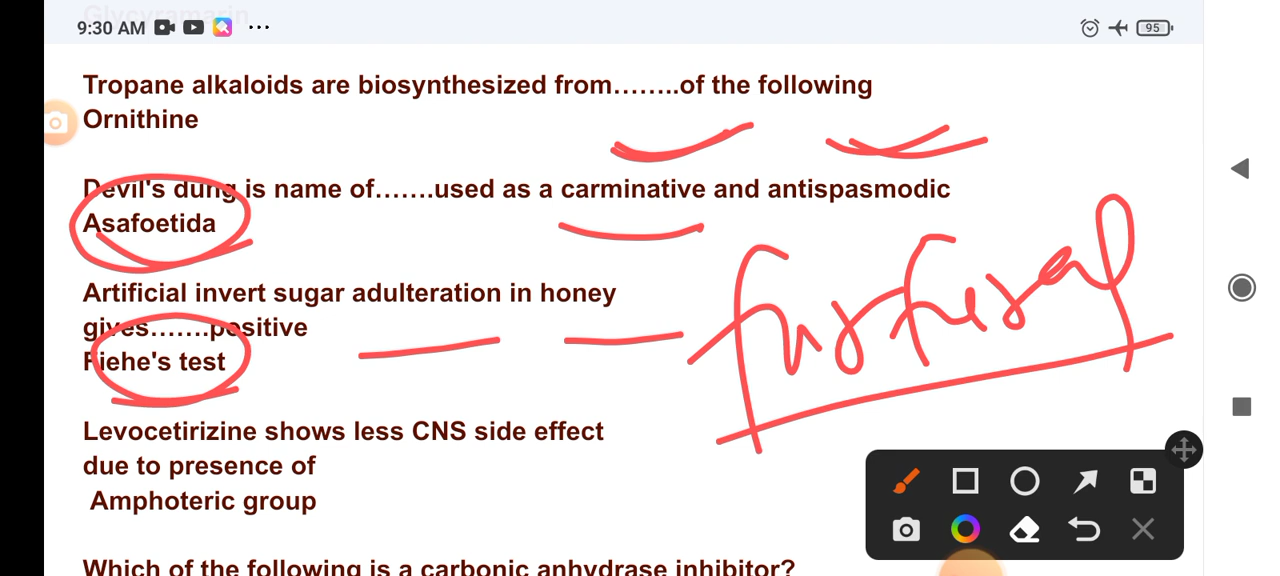 Glycyramarin
9:30 AM ...
95
Tropane alkaloids are biosynthesized from........of the following
Ornithine
Devil's dung is name of.......used as a carminative and antispasmodic
Asafoetida
Artificial invert sugar adulteration in honey
gives.......positive
Fiehe's test
furfural
Levocetirizine shows less CNS side effect
due to presence of
Amphoteric group
Which of the following is a carbonic anhydrase inhibitor?